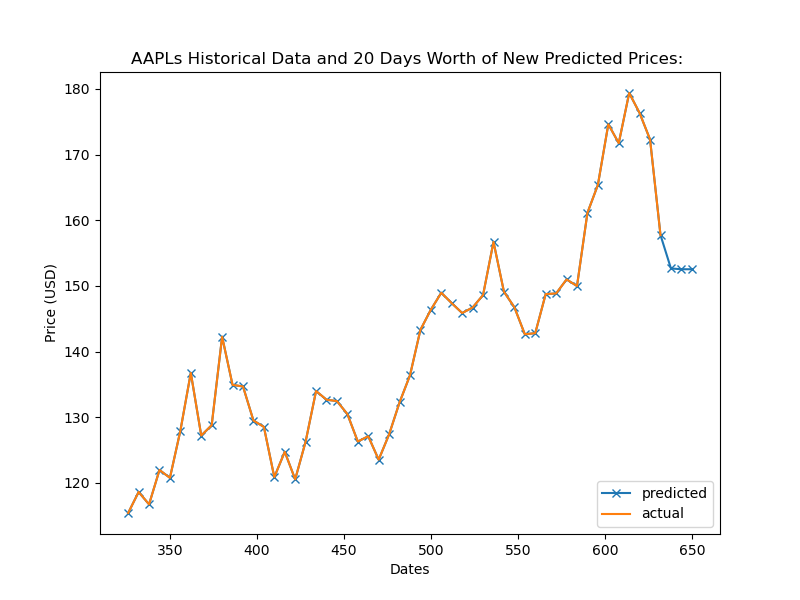 AAPLs Historical Data and 20 Days Worth of New Predicted Prices:
180
170
160
150
140
130
120
Price (USD)
350
400
450
500
550
600
650
Dates
predicted
actual